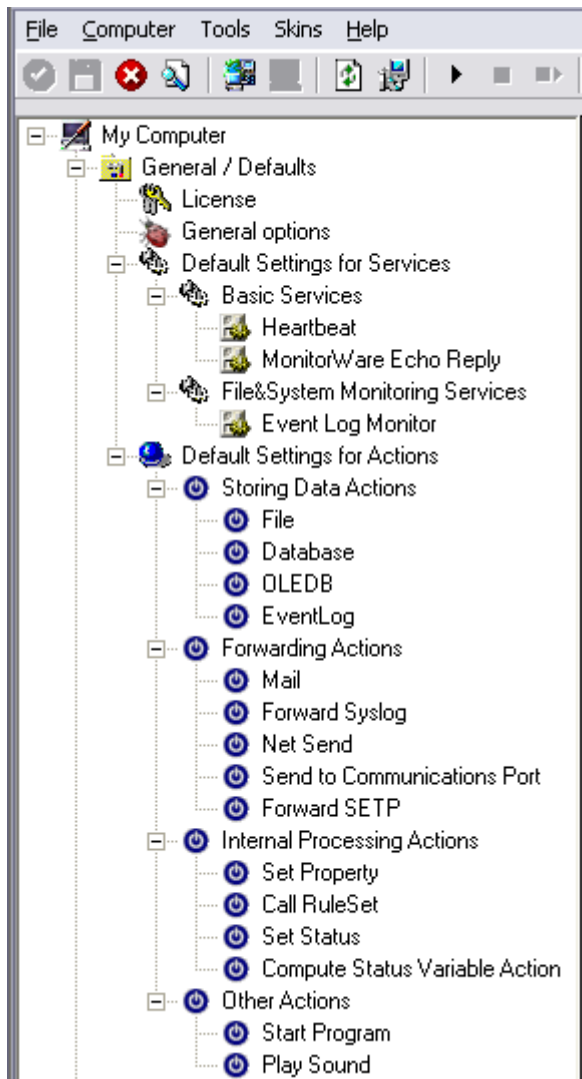 File Computer Tools Skins Help
My Computer
General / Defaults
License
General options
Default Settings for Services
Basic Services
Heartbeat
MonitorWare Echo Reply
File&System Monitoring Services
Event Log Monitor
Default Settings for Actions
Storing Data Actions
File
Database
OLEDB
EventLog
Forwarding Actions
Mail
Forward Syslog
Net Send
Send to Communications Port
Forward SETP
Internal Processing Actions
Set Property
Call RuleSet
Set Status
Compute Status Variable Action
Other Actions
Start Program
Play Sound